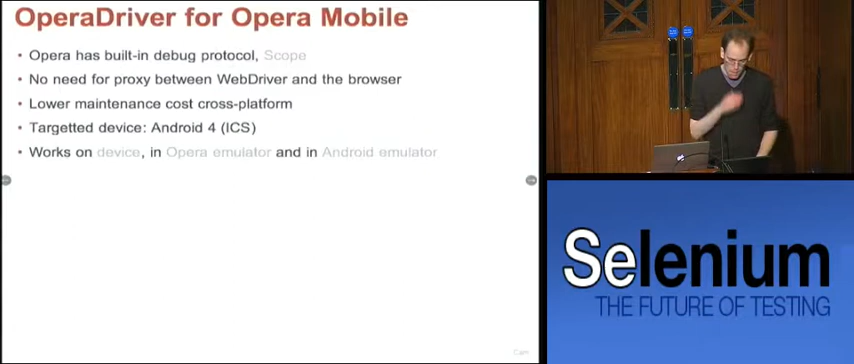 OperaDriver for Opera Mobile
• Opera has built-in debug protocol, Scope
• No need for proxy between WebDriver and the browser
• Lower maintenance cost cross-platform
• Targetted device: Android 4 (ICS)
• Works on device, in Opera emulator and in Android emulator
Selenium
THE FUTURE OF TESTING